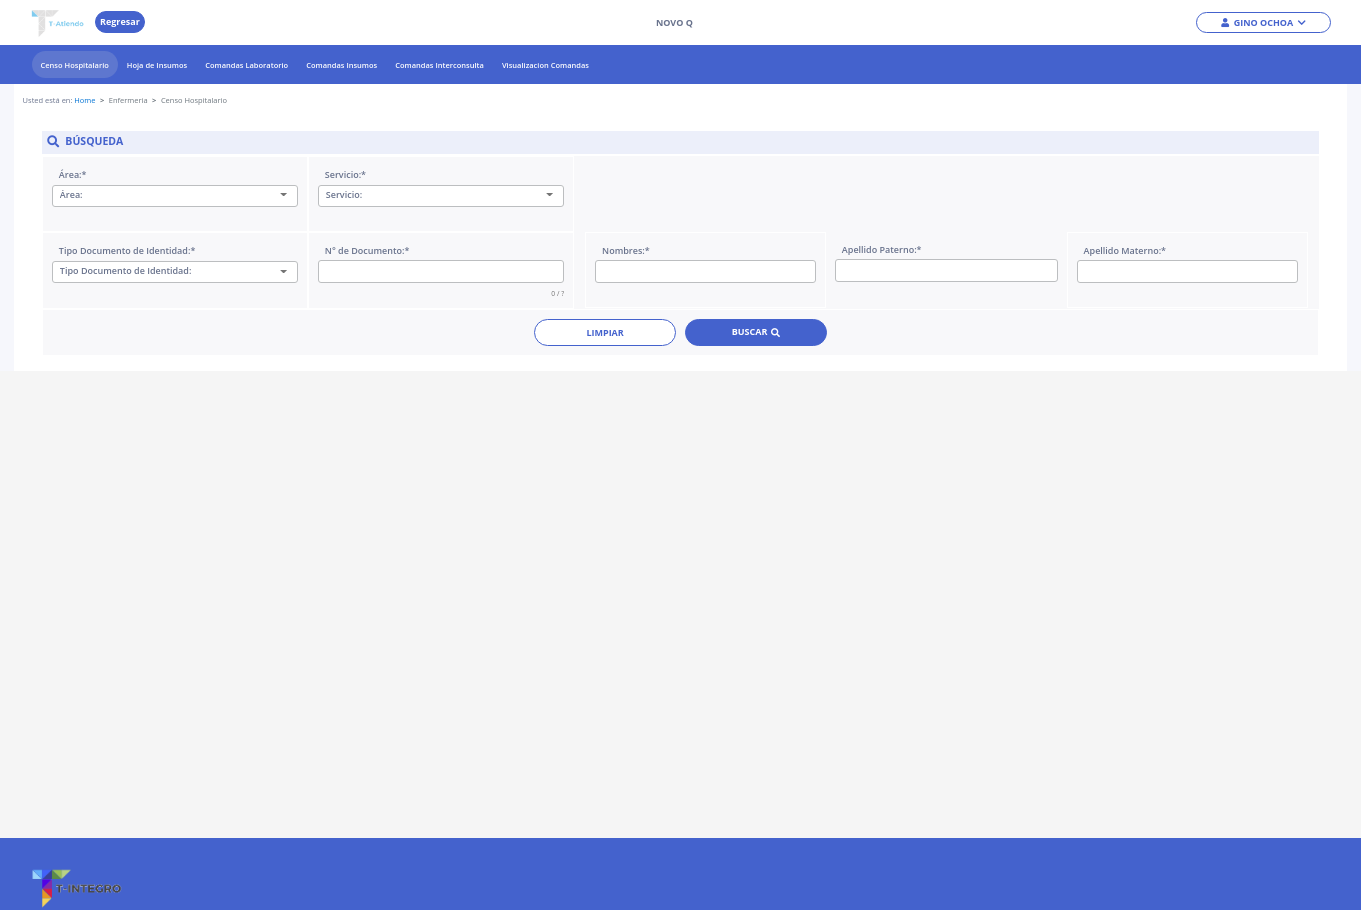 T-Atiendo
Regresar
NOVO Q
GINO OCHOA
Censo Hospitalario
Hoja de Insumos
Comandas Laboratorio
Comandas Insumos
Comandas Interconsulta
Visualizacion Comandas
Usted está en: Home > Enfermeria > Censo Hospitalario
BÚSQUEDA
Área:*
Servicio:*
Área:
Servicio:
Tipo Documento de Identidad:*
N° de Documento:*
Nombres:*
Apellido Paterno:*
Apellido Materno:*
Tipo Documento de Identidad:
0 / ?
LIMPIAR
BUSCAR
T-INTEGRO